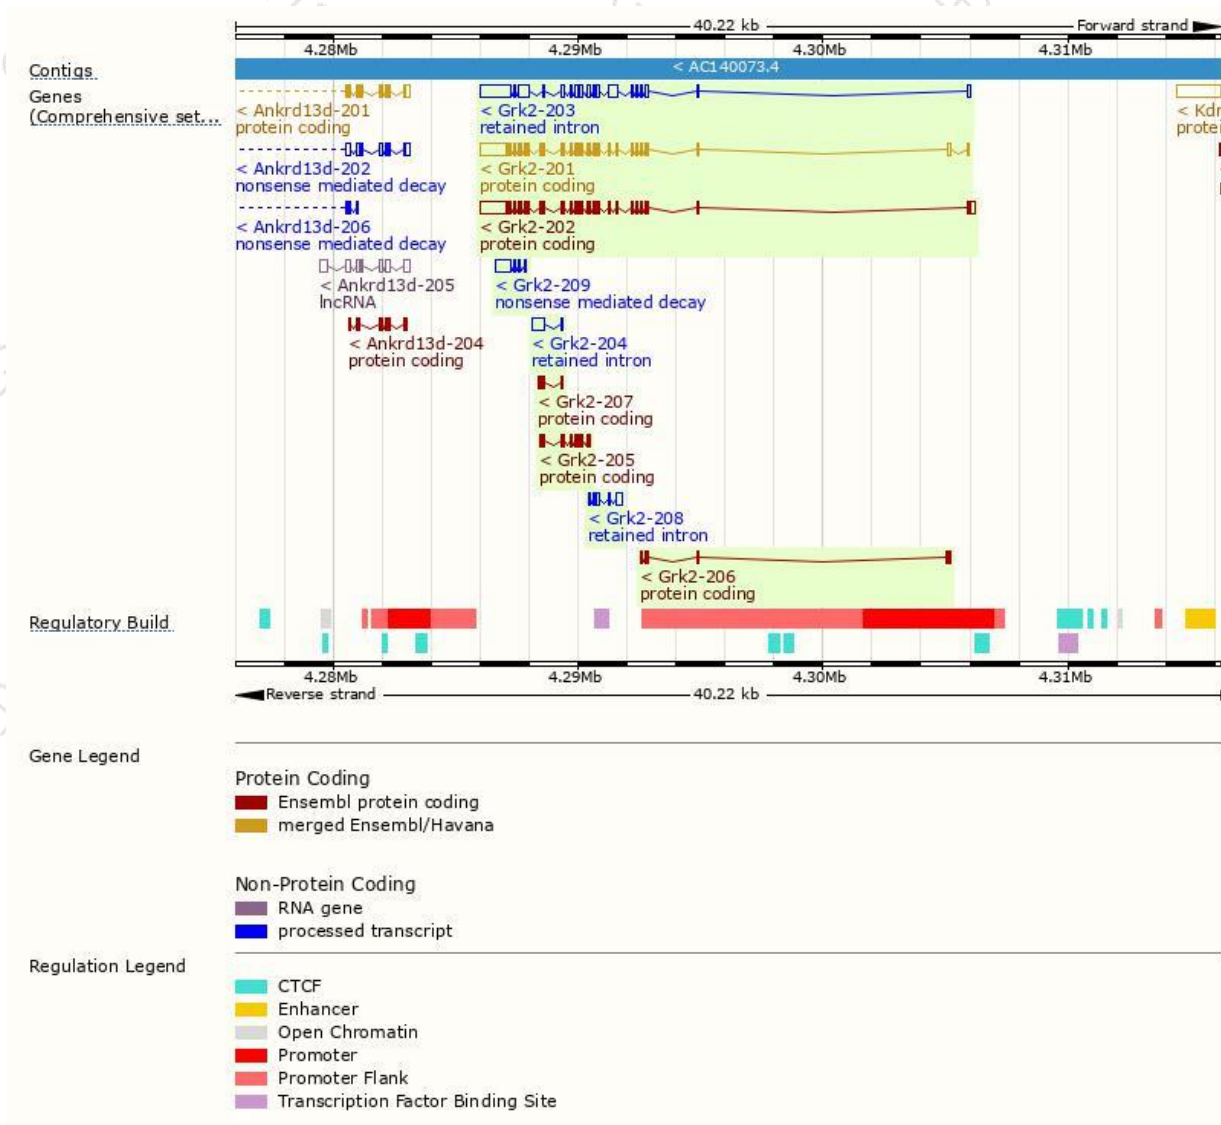 40.22 kb
Forward strand
4.28Mb 4.29Mb 4.30Mb 4.31Mb
Contigs
< AC140073.4
Genes
(Comprehensive set...
< Ankrd13d-201
protein coding
< Grk2-203
retained intron
< Kdr
protei
< Ankrd13d-202
nonsense mediated decay
< Grk2-201
protein coding
< Ankrd13d-206
nonsense mediated decay
< Grk2-202
protein coding
< Ankrd13d-205
lncRNA
< Grk2-209
nonsense mediated decay
< Ankrd13d-204
protein coding
< Grk2-204
retained intron
< Grk2-207
protein coding
< Grk2-205
protein coding
< Grk2-208
retained intron
< Grk2-206
protein coding
Regulatory Build
4.28Mb 4.29Mb 4.30Mb 4.31Mb
Reverse strand
40.22 kb
Gene Legend
Protein Coding
Ensembl protein coding
merged Ensembl/Havana
Non-Protein Coding
RNA gene
processed transcript
Regulation Legend
CTCF
Enhancer
Open Chromatin
Promoter
Promoter Flank
Transcription Factor Binding Site